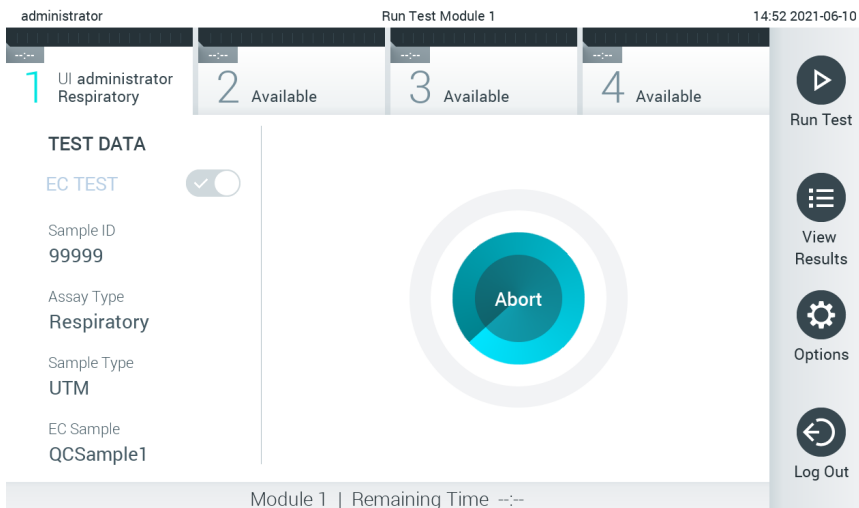 administrator Run Test Module 1 14:52 2021-06-10
--:-- --:-- --:-- --:--
1 UI administrator
Respiratory
2 Available
3 Available
4 Available
Run Test
TEST DATA
EC TEST
Sample ID
99999
Assay Type
Respiratory
Sample Type
UTM
EC Sample
QCSample1
Abort
View
Results
Options
Log Out
Module 1 | Remaining Time --:--